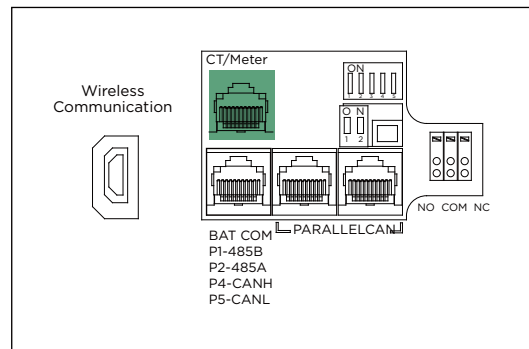 CT/Meter
ON
1 2 3 4 5
Wireless
Communication
O N
1 2
NO COM NC
BAT COM
PARALLELCAN
P1-485B
P2-485A
P4-CANH
P5-CANL